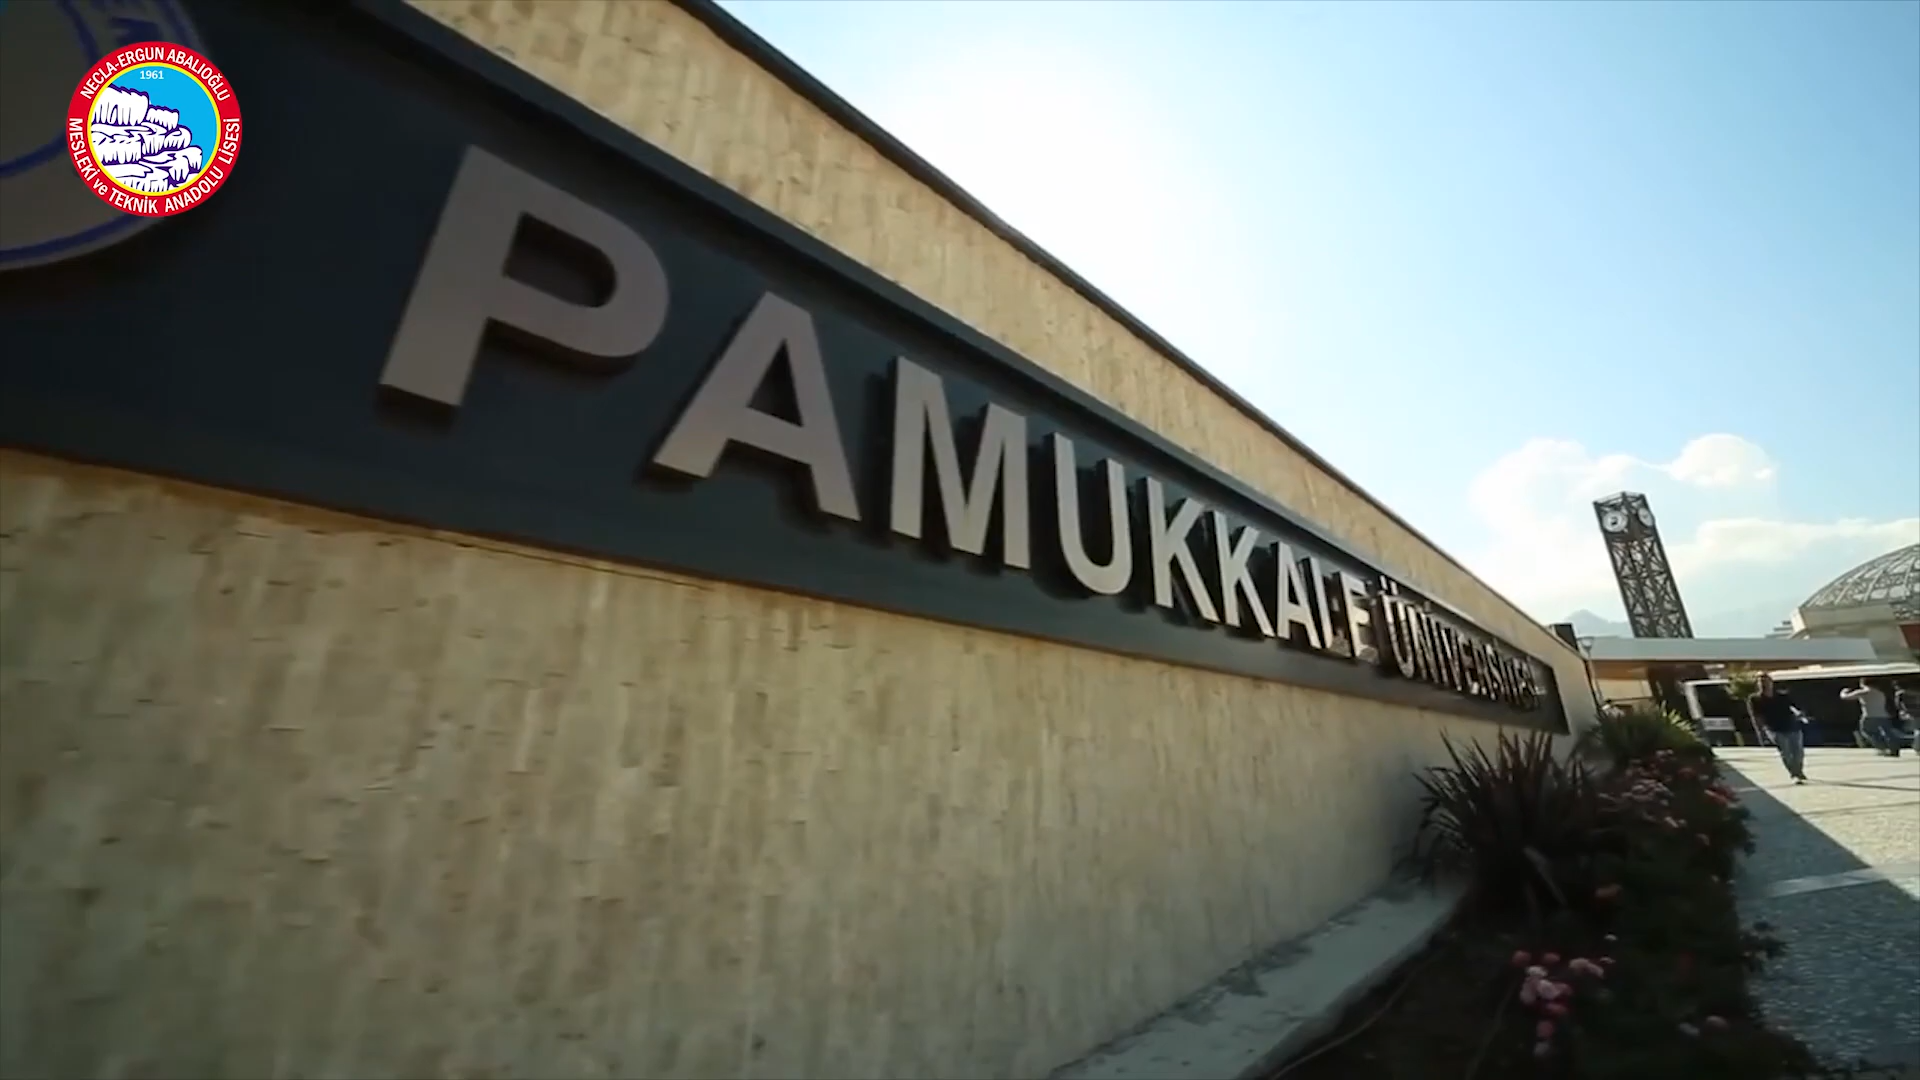 NECLA-ERGUN ABALIOĞLU
1961
MESLEKİ ve TEKNİK ANADOLU LİSESİ
PAMUKKALE ÜNİVERSİTESİ